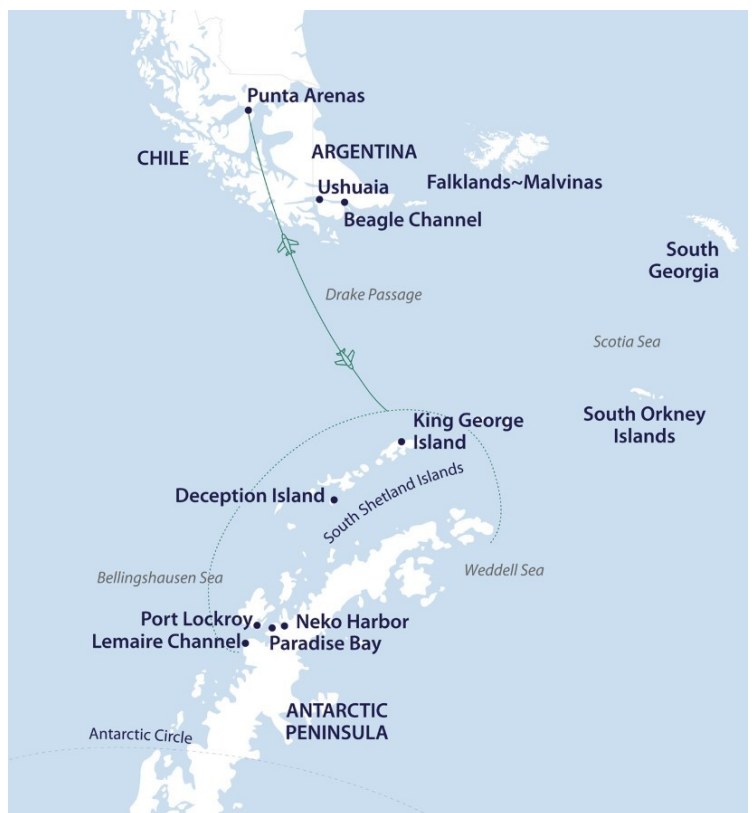 Punta Arenas
CHILE
ARGENTINA
Ushuaia
Falklands~Malvinas
Beagle Channel
South
Georgia
Drake Passage
Scotia Sea
King George
Island
South Orkney
Islands
Deception Island
South Shetland Islands
Bellingshausen Sea
Weddell Sea
Port Lockroy
Neko Harbor
Lemaire Channel
Paradise Bay
ANTARCTIC
PENINSULA
Antarctic Circle